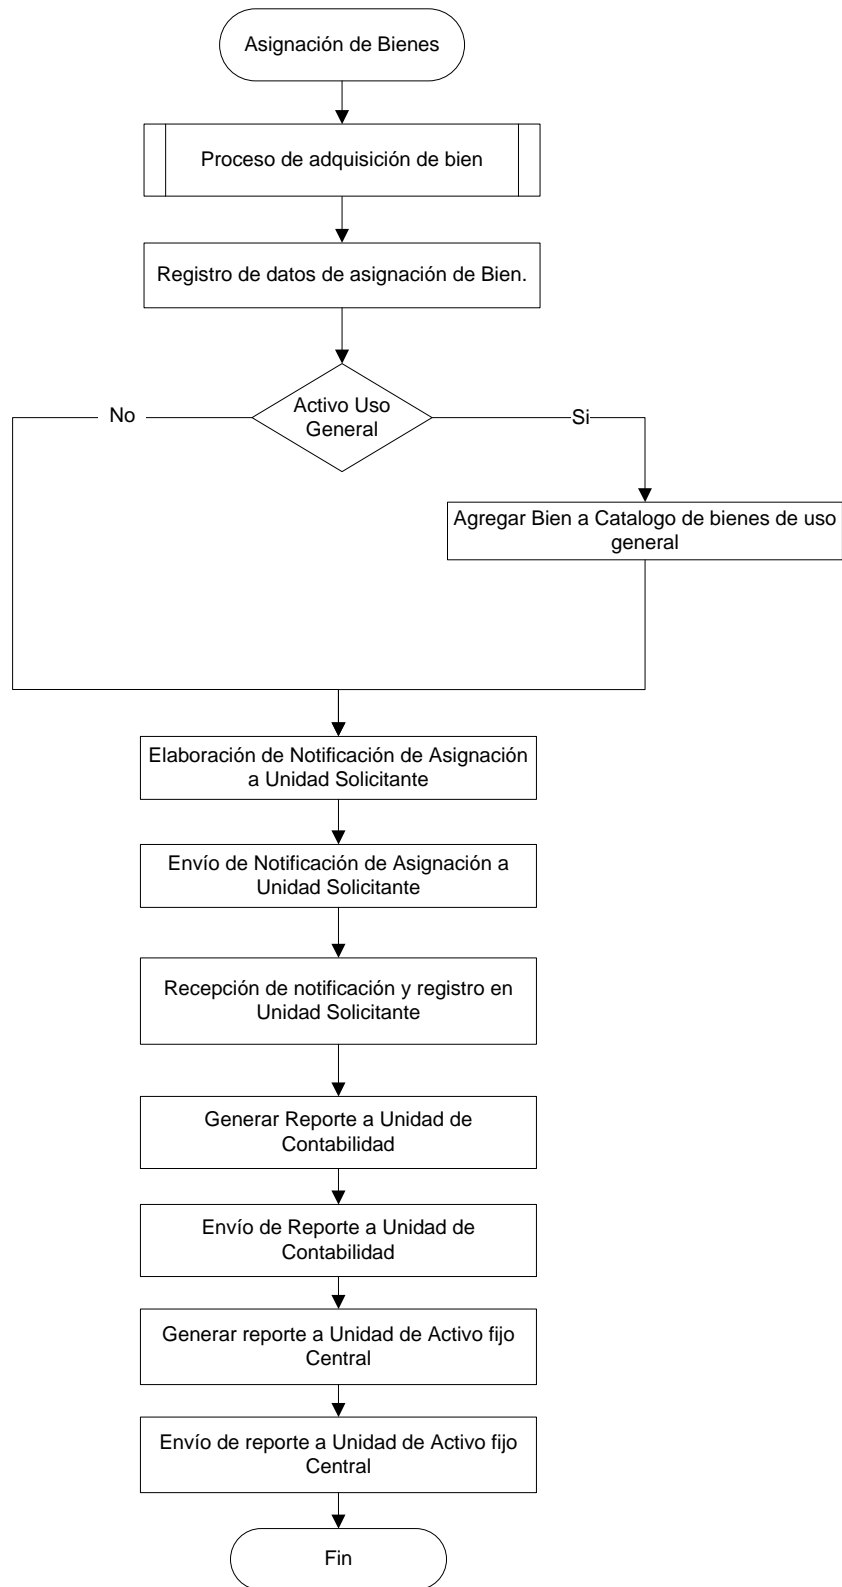 Asignación de Bienes
Proceso de adquisición de bien
Registro de datos de asignación de Bien.
Activo Uso
General
No
Si
Agregar Bien a Catalogo de bienes de uso
general
Elaboración de Notificación de Asignación
a Unidad Solicitante
Envío de Notificación de Asignación a
Unidad Solicitante
Recepción de notificación y registro en
Unidad Solicitante
Generar Reporte a Unidad de
Contabilidad
Envío de Reporte a Unidad de
Contabilidad
Generar reporte a Unidad de Activo fijo
Central
Envío de reporte a Unidad de Activo fijo
Central
Fin